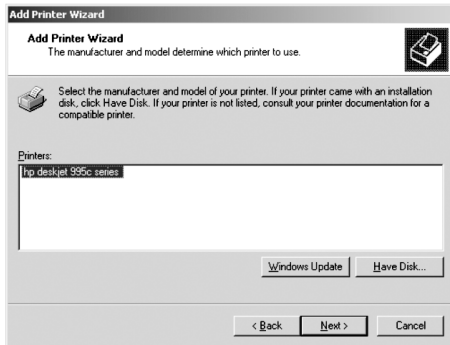 Add Printer Wizard
Add Printer Wizard
The manufacturer and model determine which printer to use.
Select the manufacturer and model of your printer. If your printer came with an installation
disk, click Have Disk. If your printer is not listed, consult your printer documentation for a
compatible printer.
Printers:
hp deskjet 995c series
Windows Update
Have Disk...
< Back
Next >
Cancel